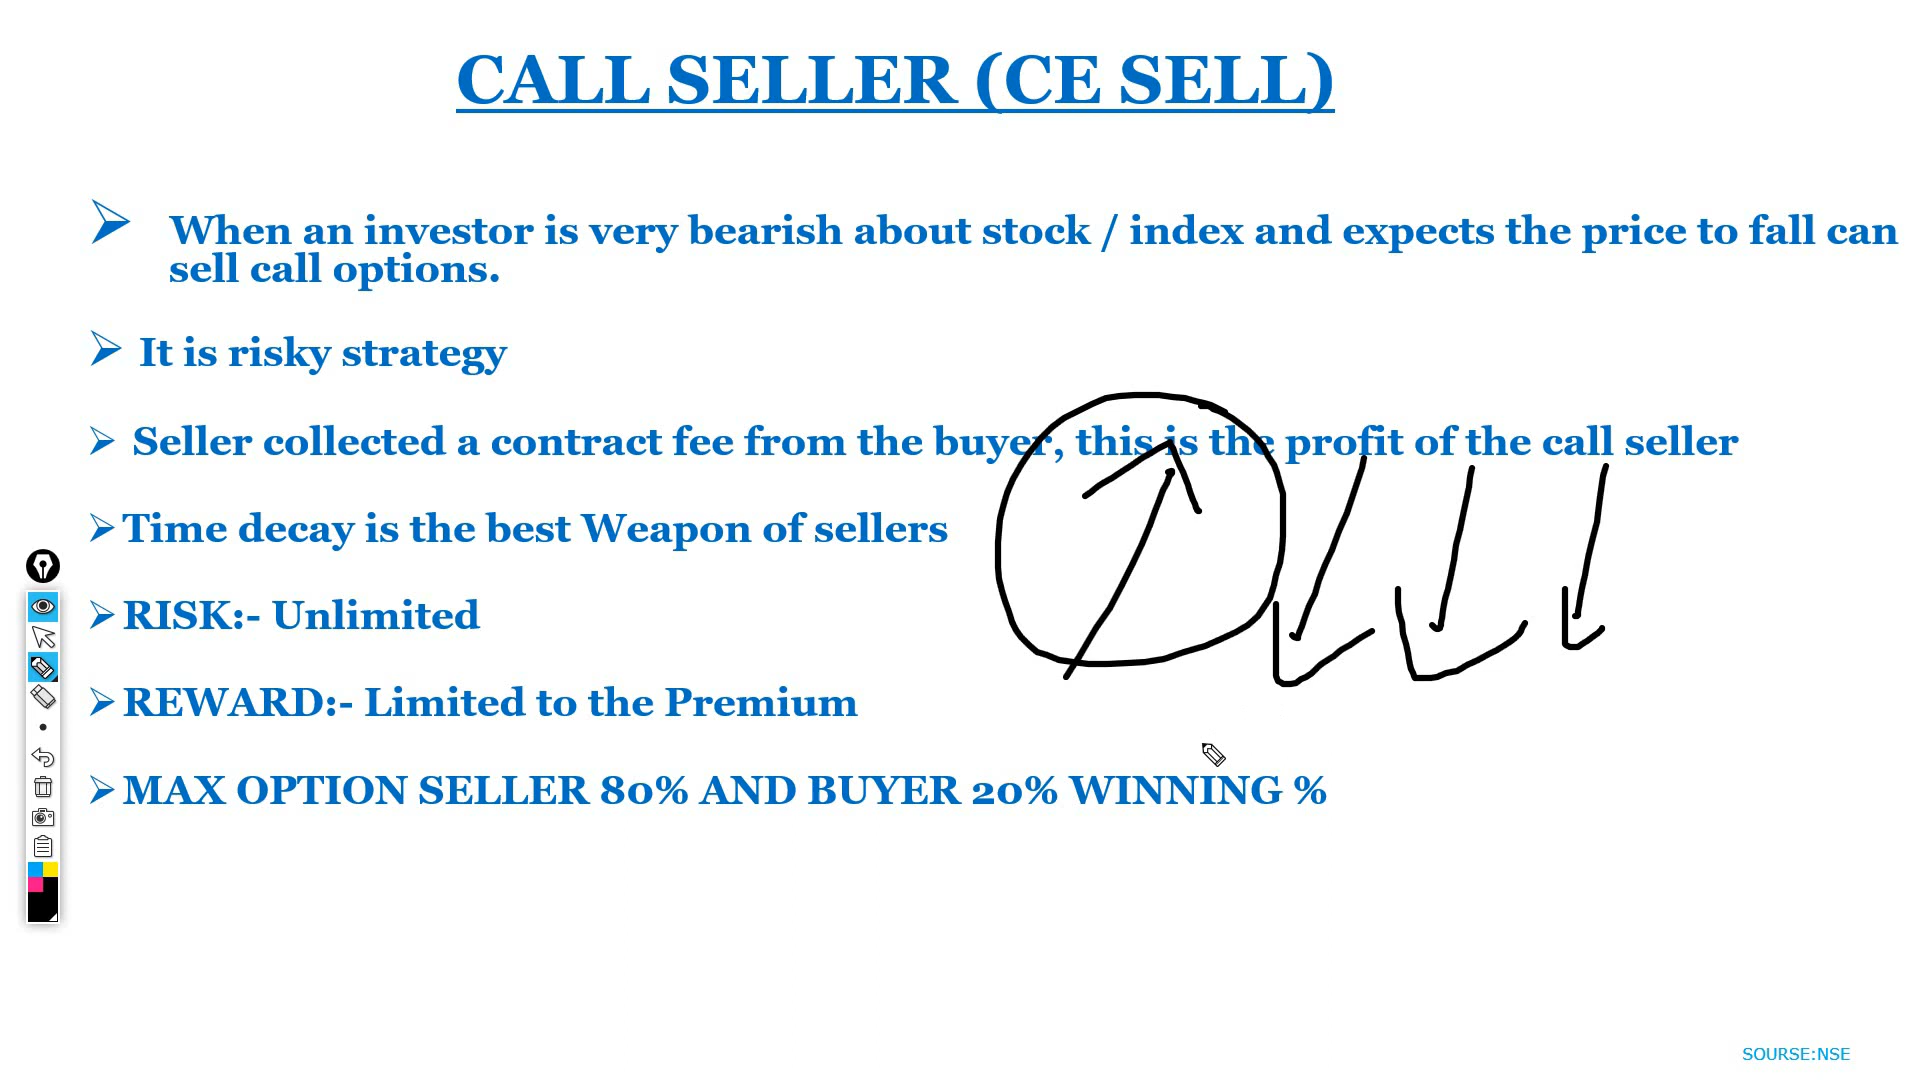 CALL SELLER (CE SELL)
When an investor is very bearish about stock / index and expects the price to fall can
sell call options.
It is risky strategy
Seller collected a contract fee from the buyer, this is the profit of the call seller
Time decay is the best Weapon of sellers
RISK:- Unlimited
REWARD:- Limited to the Premium
MAX OPTION SELLER 80% AND BUYER 20% WINNING %
SOURSE:NSE